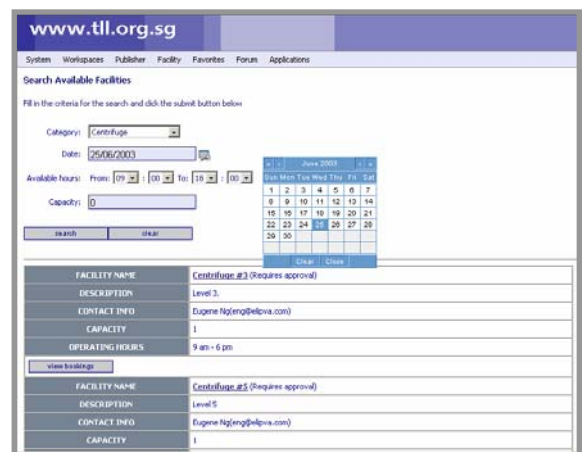 www.tll.org.sg
System Workspaces Publisher Facility Favorites Forum Applications
Search Available Facilities
Fill in the criteria for the search and click the submit button below
Category: Centrifuge
Date: 25/06/2003
Available hours: From: 09 : 00 To: 18 : 00
Capacity: 0
search clear
« ‹ June 2003 › »
Sun Mon Tue Wed Thu Fri Sat
1 2 3 4 5 6 7
8 9 10 11 12 13 14
15 16 17 18 19 20 21
22 23 24 25 26 27 28
29 30
Clear Close
FACILITY NAME Centrifuge #3 (Requires approval)
DESCRIPTION Level 3.
CONTACT INFO Eugene Ng(eng@elipva.com)
CAPACITY 1
OPERATING HOURS 9 am - 6 pm
view bookings
FACILITY NAME Centrifuge #5 (Requires approval)
DESCRIPTION Level 5
CONTACT INFO Eugene Ng(eng@elipva.com)
CAPACITY 1